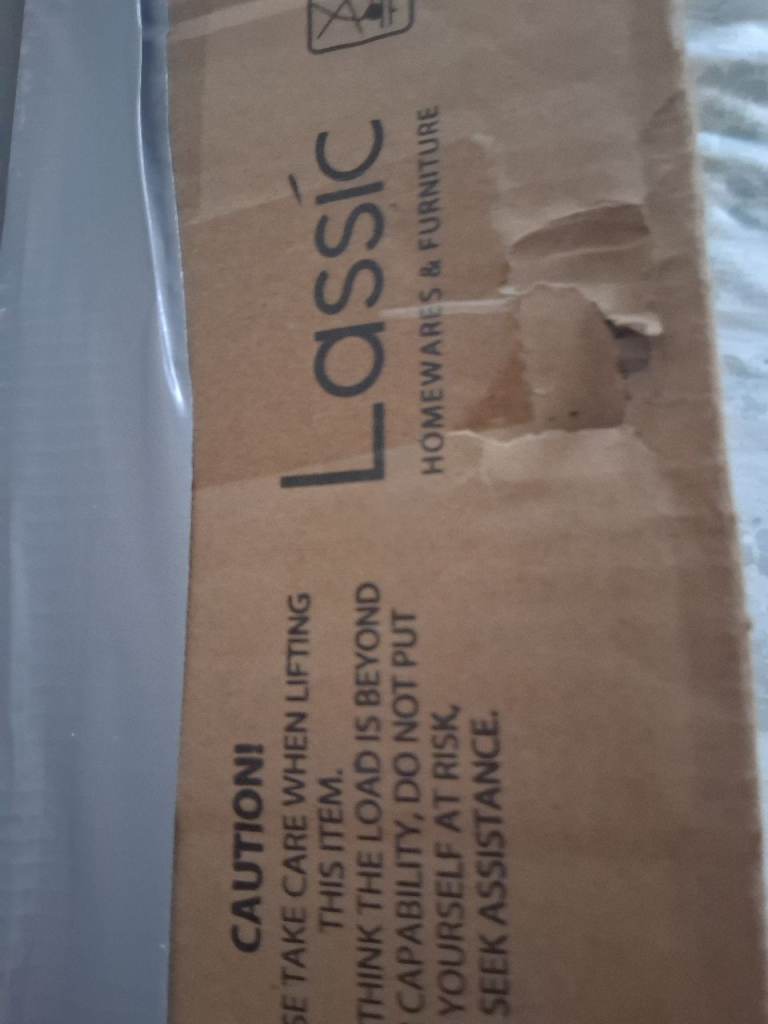 Lassic
HOMEWARES & FURNITURE
CAUTION!
SE TAKE CARE WHEN LIFTING
THIS ITEM.
THINK THE LOAD IS BEYOND
CAPABILITY, DO NOT PUT
YOURSELF AT RISK,
SEEK ASSISTANCE.